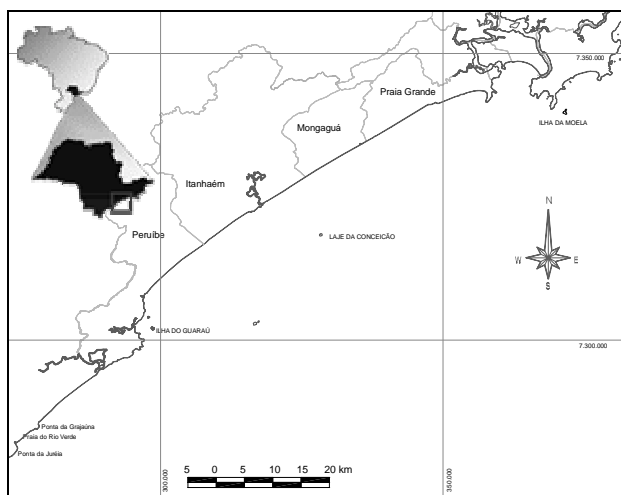 7.350.000
Praia Grande
ILHA DA MOELA
Mongaguá
Itanhaém
N
Peruíbe
LAJE DA CONCEIÇÃO
W E
S
ILHA DO GUARAÚ
7.300.000
Ponta da Grajaúna
Praia do Rio Verde
Ponta da Juréia
5 0 5 10 15 20 km
300.000
350.000